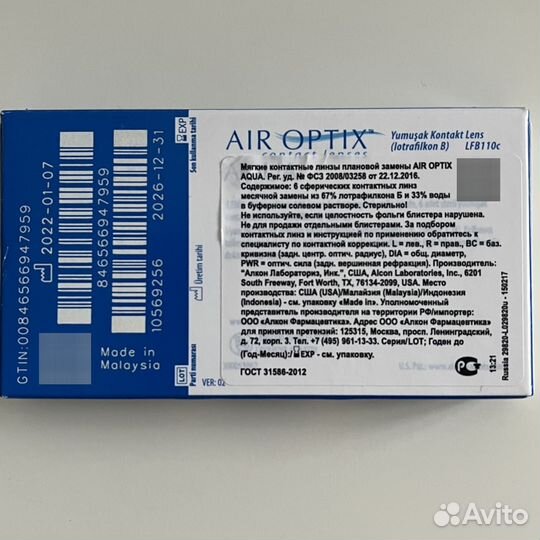 AIR OPTIX™
contact lenses
Yumuşak Kontakt Lens
(lotrafilkon B) LFB110c
Мягкие контактные линзы плановой замены AIR OPTIX
AQUA. Рег. уд. № ФСЗ 2008/03258 от 22.12.2016.
Содержимое: 6 сферических контактных линз
месячной замены из 67% лотрафилкона Б и 33% воды
в буферном солевом растворе. Стерильно!
Не используйте, если целостность фольги блистера нарушена.
Не для продажи отдельными блистерами. За подбором
контактных линз и инструкцией по применению обратитесь к
специалисту по контактной коррекции. L = лев., R = прав., BC = баз.
кривизна (задн. центр. оптич. радиус), DIA = общ. диаметр,
PWR = оптич. сила (задн. вершинная рефракция). Производитель:
"Алкон Лабораториз, Инк.", США, Alcon Laboratories, Inc., 6201
South Freeway, Fort Worth, TX, 76134-2099, USA. Место
производства: США (USA)/Малайзия (Malaysia)/Индонезия
(Indonesia) - см. упаковку «Made in». Уполномоченный
представитель на территории РФ/импортер:
ООО «Алкон Фармацевтика». Адрес ООО «Алкон Фармацевтика»
для принятия претензий: 125315, Москва, просп. Ленинградский,
д. 72, корп. 3. Тел.+7 (495) 961-13-33. Серия/LOT; Годен до
(Год-Месяц):/EXP - см. упаковку.
ГОСТ 31586-2012
13:21
Russia 29820-L029820u - 150217
GTIN:00846566947959
2022-01-07
846566947959
2026-12-31
10569256
EXP
Son kullanma tarihi
Üretim tarihi
LOT
Parti numarası
Made in
Malaysia
VER: 02
Avito